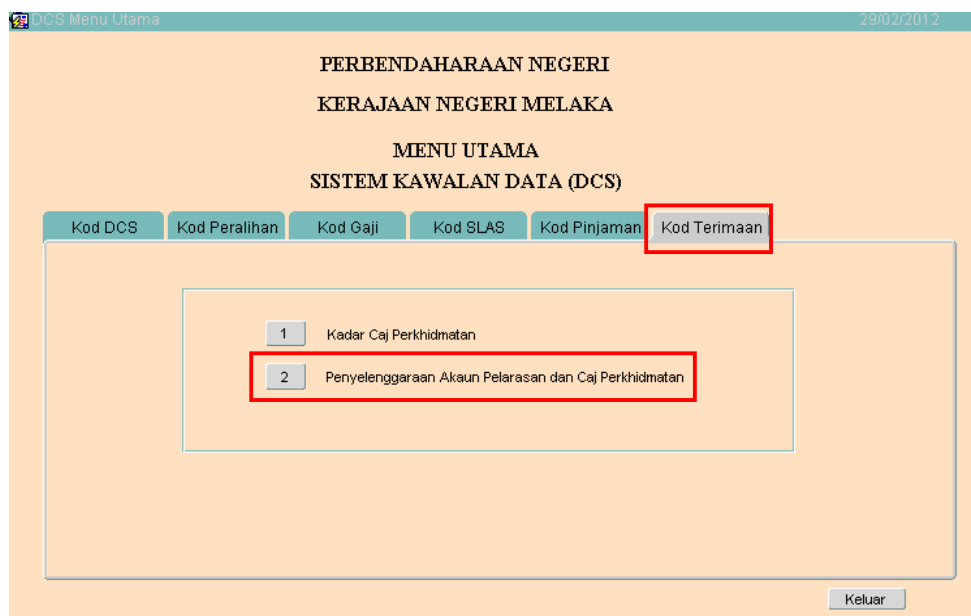 DCS Menu Utama 29/02/2012
PERBENDAHARAAN NEGERI
KERAJAAN NEGERI MELAKA
MENU UTAMA
SISTEM KAWALAN DATA (DCS)
Kod DCS Kod Peralihan Kod Gaji Kod SLAS Kod Pinjaman Kod Terimaan
1 Kadar Caj Perkhidmatan
2 Penyelenggaraan Akaun Pelarasan dan Caj Perkhidmatan
Keluar